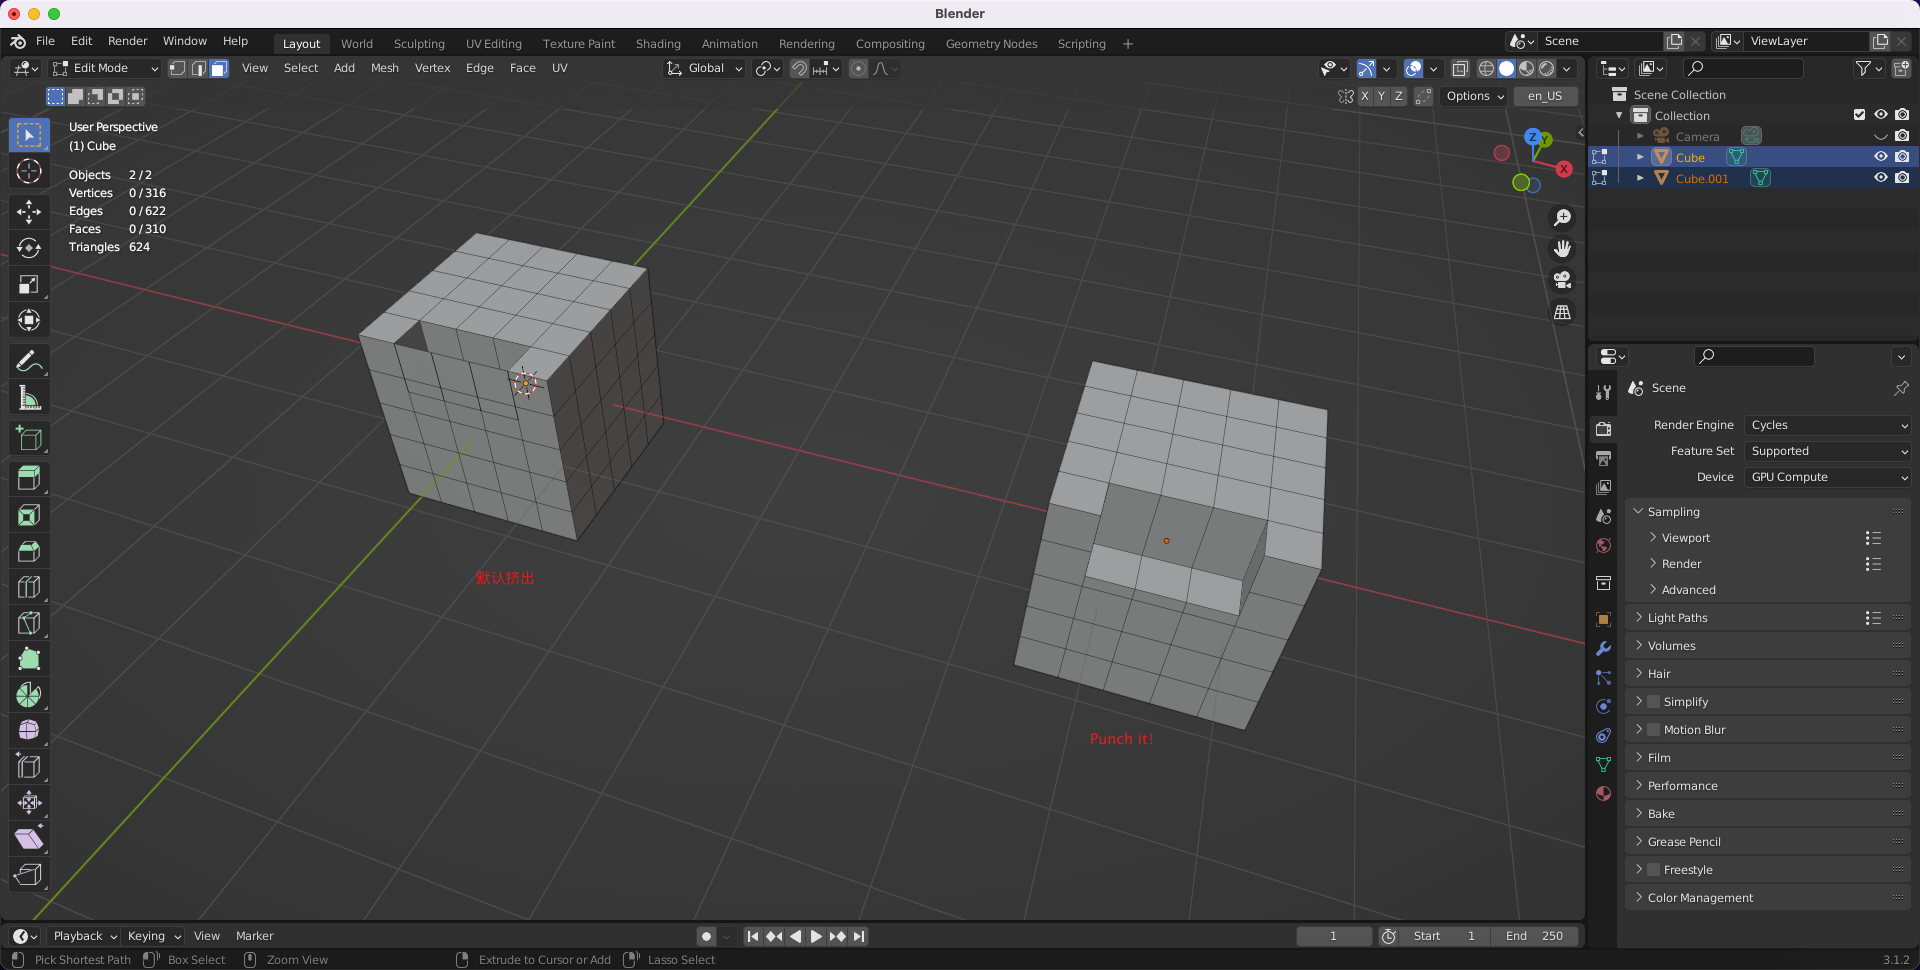 Blender
File Edit Render Window Help Layout World Sculpting UV Editing Texture Paint Shading Animation Rendering Compositing Geometry Nodes Scripting + Scene ViewLayer
Edit Mode View Select Add Mesh Vertex Edge Face UV Global
X Y Z Options en_US
User Perspective
(1) Cube
Objects 2/2
Vertices 0/316
Edges 0/622
Faces 0/310
Triangles 624
Z Y
X
默认挤出
Punch it!
Scene Collection
Collection
Camera
Cube
Cube.001
Scene
Render Engine Cycles
Feature Set Supported
Device GPU Compute
Sampling
Viewport
Render
Advanced
Light Paths
Volumes
Hair
Simplify
Motion Blur
Film
Performance
Bake
Grease Pencil
Freestyle
Color Management
Playback Keying View Marker 1 Start 1 End 250
Pick Shortest Path Box Select Zoom View Extrude to Cursor or Add Lasso Select 3.1.2